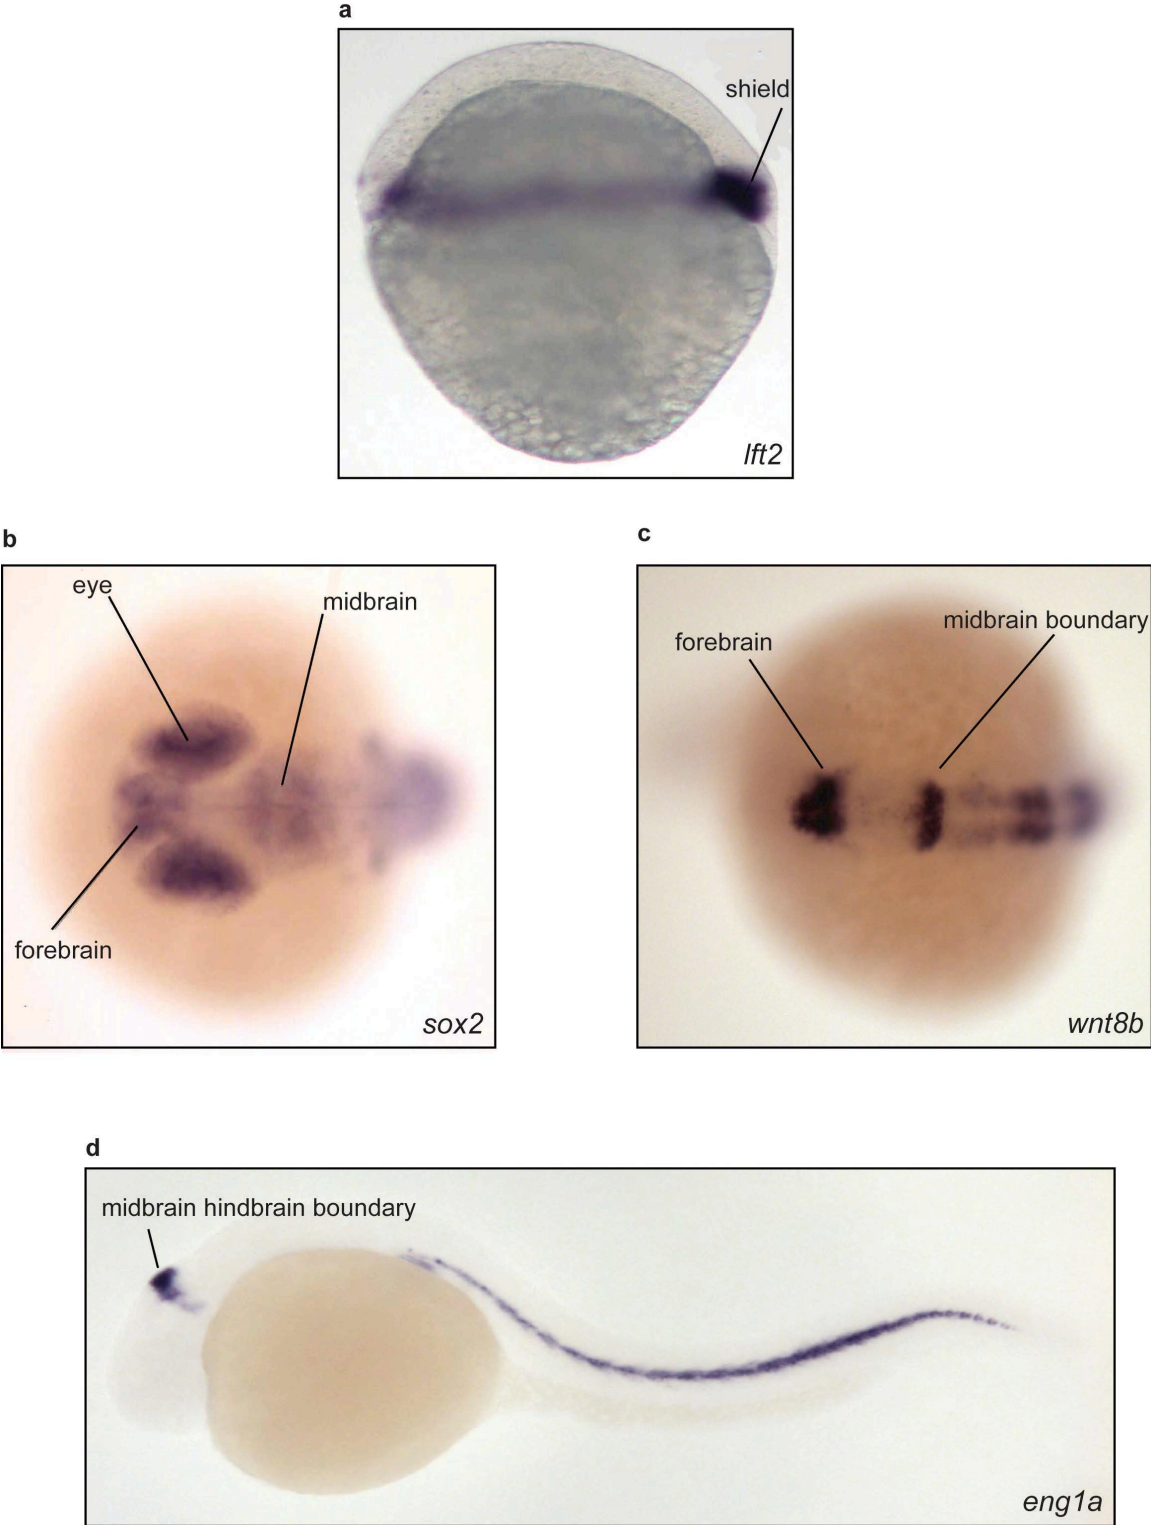 a
shield
lft2
b
c
eye
midbrain
forebrain
sox2
forebrain
midbrain boundary
wnt8b
d
midbrain hindbrain boundary
eng1a